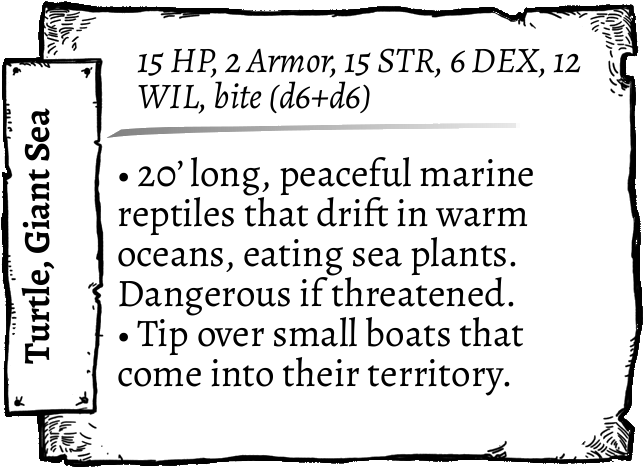 Turtle, Giant Sea
15 HP, 2 Armor, 15 STR, 6 DEX, 12
WIL, bite (d6+d6)
• 20’ long, peaceful marine
reptiles that drift in warm
oceans, eating sea plants.
Dangerous if threatened.
• Tip over small boats that
come into their territory.